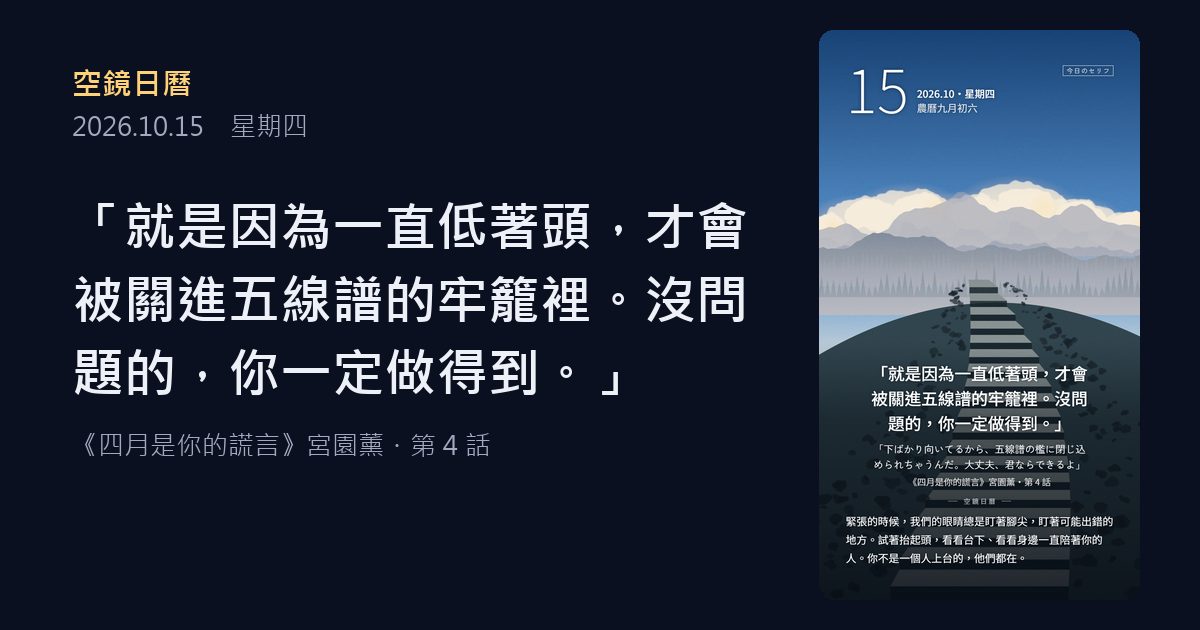 空鏡日曆
2026.10.15　星期四
「就是因為一直低著頭，才會
被關進五線譜的牢籠裡。沒問
題的，你一定做得到。」
《四月是你的謊言》宮園薰．第 4 話
今日のセリフ
15
2026.10・星期四
農曆九月初六
「就是因為一直低著頭，才會
被關進五線譜的牢籠裡。沒問
題的，你一定做得到。」
「下ばかり向いてるから、五線譜の檻に閉じ込
められちゃうんだ。大丈夫、君ならできるよ」
《四月是你的謊言》宮園薰・第 4 話
空鏡日曆
緊張的時候，我們的眼睛總是盯著腳尖，盯著可能出錯的
地方。試著抬起頭，看看台下、看看身邊一直陪著你的
人。你不是一個人上台的，他們都在。